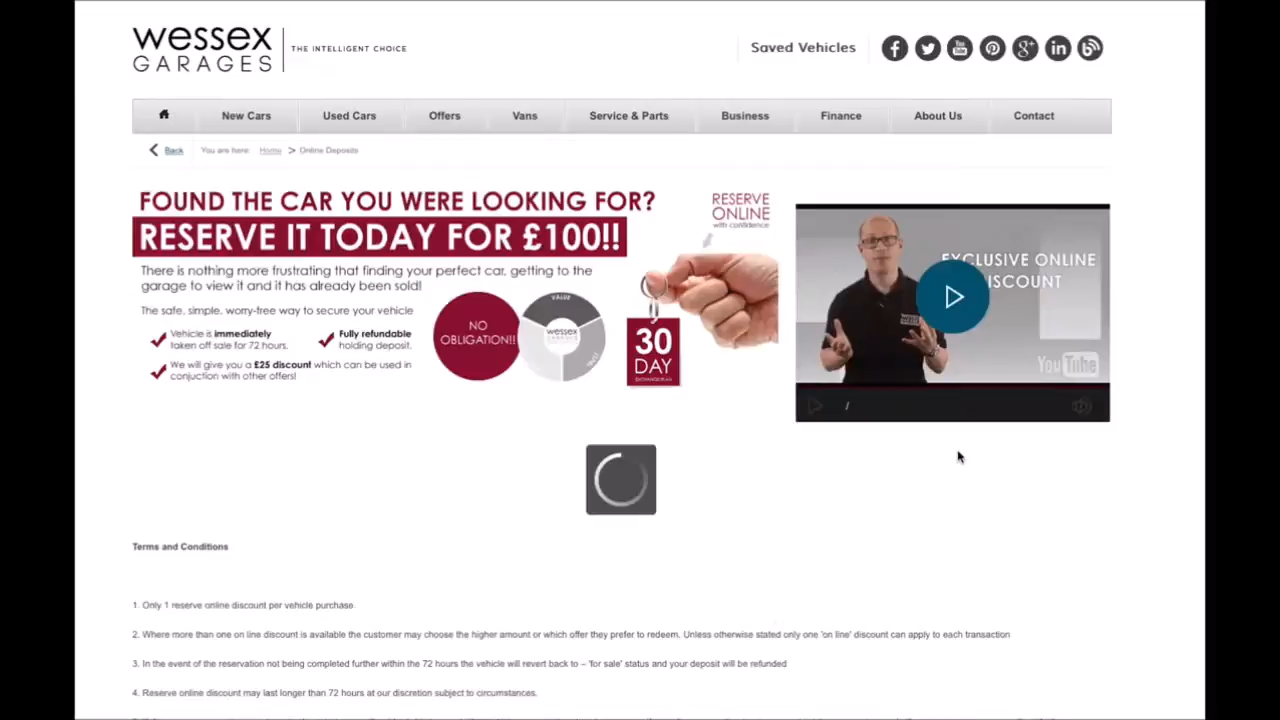 wessex
GARAGES
THE INTELLIGENT CHOICE
Saved Vehicles
New Cars
Used Cars
Offers
Vans
Service & Parts
Business
Finance
About Us
Contact
Back
You are here: Home > Online Deposits
FOUND THE CAR YOU WERE LOOKING FOR?
RESERVE IT TODAY FOR £100!!
There is nothing more frustrating that finding your perfect car, getting to the
garage to view it and it has already been sold!
The safe, simple, worry-free way to secure your vehicle
Vehicle is immediately
taken off sale for 72 hours.
Fully refundable
holding deposit.
We will give you a £25 discount which can be used in
conjuction with other offers!
NO
OBLIGATION!!
VALUE
wessex
GARAGES
TRUST
RESERVE
ONLINE
with confidence
30
DAY
EXCLUSIVE ONLINE
DISCOUNT
YouTube
/
Terms and Conditions
1. Only 1 reserve online discount per vehicle purchase
2. Where more than one on line discount is available the customer may choose the higher amount or which offer they prefer to redeem. Unless otherwise stated only one 'on line' discount can apply to each transaction
3. In the event of the reservation not being completed further within the 72 hours the vehicle will revert back to – 'for sale' status and your deposit will be refunded
4. Reserve online discount may last longer than 72 hours at our discretion subject to circumstances.